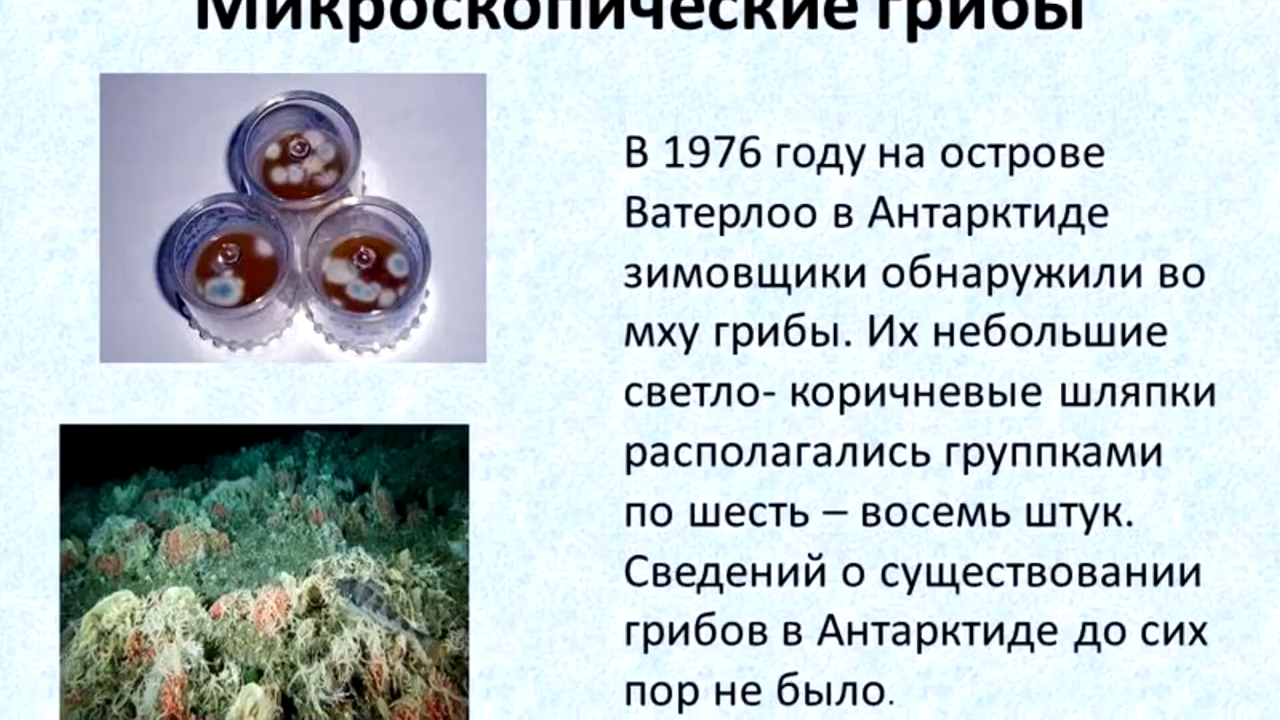 Микроскопические грибы
В 1976 году на острове
Ватерлоо в Антарктиде
зимовщики обнаружили во
мху грибы. Их небольшие
светло- коричневые шляпки
располагались группками
по шесть – восемь штук.
Сведений о существовании
грибов в Антарктиде до сих
пор не было.